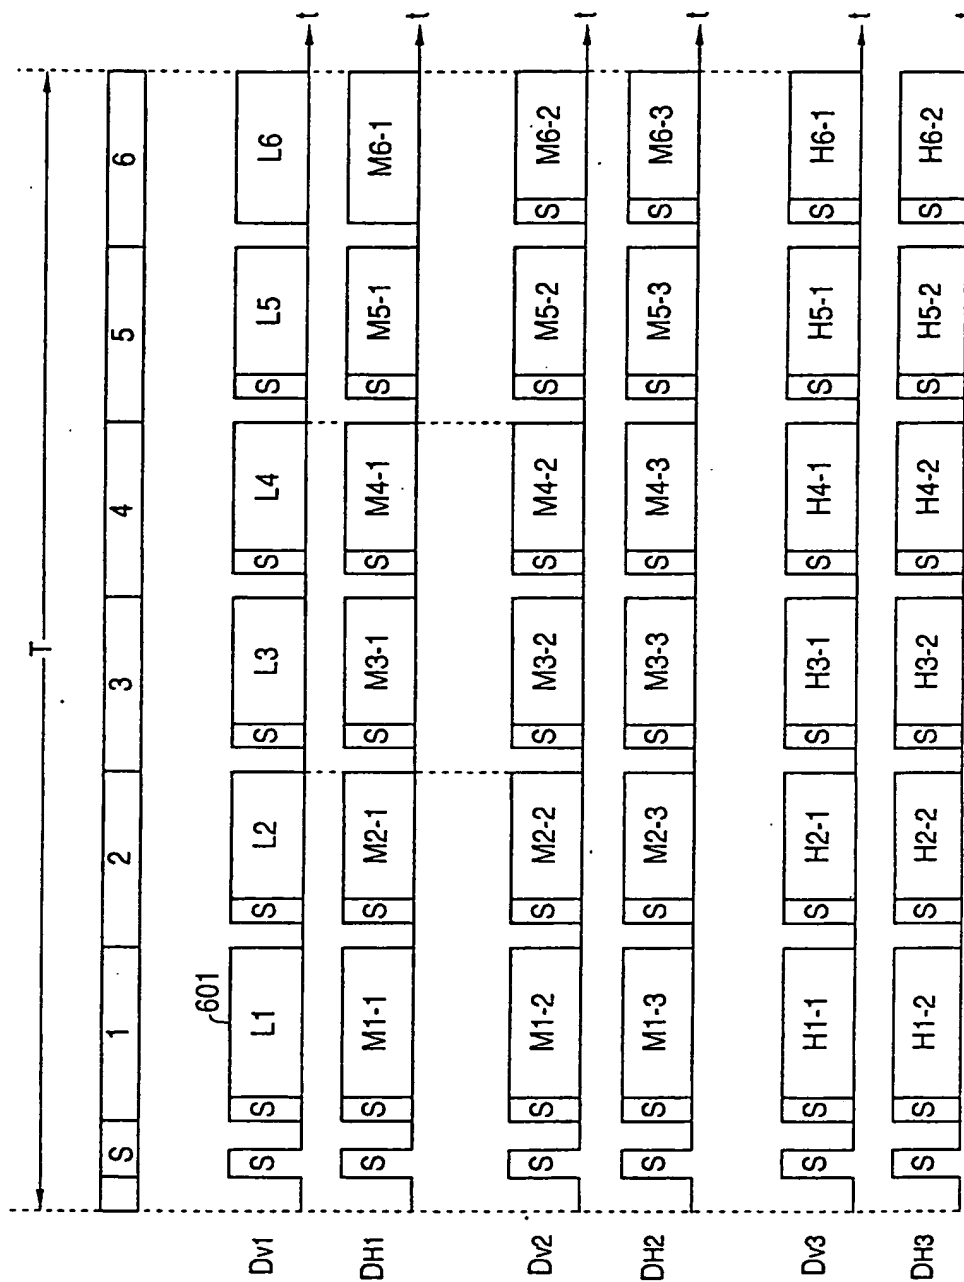 T
S 1 2 3 4 5 6
601
Dv1 S S L1 S L2 S L3 S L4 S L5 L6 t
DH1 S S M1-1 S M2-1 S M3-1 S M4-1 S M5-1 M6-1 t
Dv2 S S M1-2 S M2-2 S M3-2 S M4-2 S M5-2 S M6-2 t
DH2 S S M1-3 S M2-3 S M3-3 S M4-3 S M5-3 S M6-3 t
Dv3 S S H1-1 S H2-1 S H3-1 S H4-1 S H5-1 S H6-1 t
DH3 S S H1-2 S H2-2 S H3-2 S H4-2 S H5-2 S H6-2 t